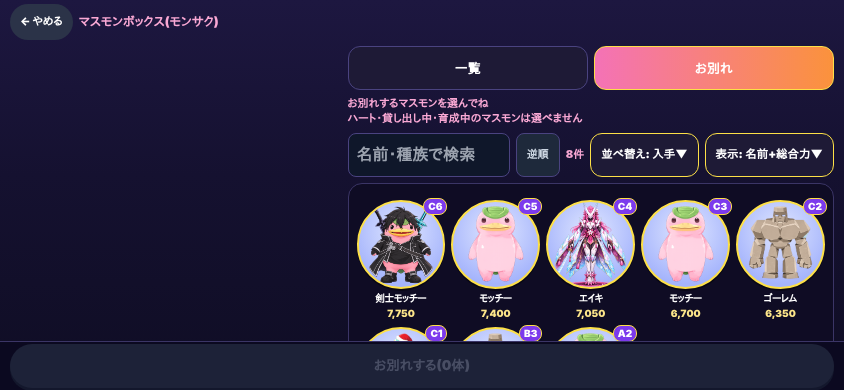 ← やめる マスモンボックス(モンサク)
一覧 お別れ
お別れするマスモンを選んでね
ハート・貸し出し中・育成中のマスモンは選べません
名前・種族で検索 逆順 8件 並べ替え: 入手▼ 表示: 名前+総合力▼
C6 C5 C4 C3 C2
剣士モッチー モッチー エイキ モッチー ゴーレム
7,750 7,400 7,050 6,700 6,350
C1 B3 A2
お別れする(0体)